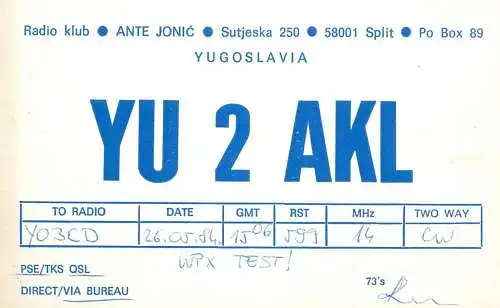 Radio klub ● ANTE JONIĆ ● Sutjeska 250 ● 58001 Split ● Po Box 89
YUGOSLAVIA
YU 2 AKL
TO RADIO DATE GMT RST MHz TWO WAY
YO3CD 26.05.84. 15 06 599 14 CW
WPX TEST!
PSE/TKS QSL
73's
DIRECT/VIA BUREAU